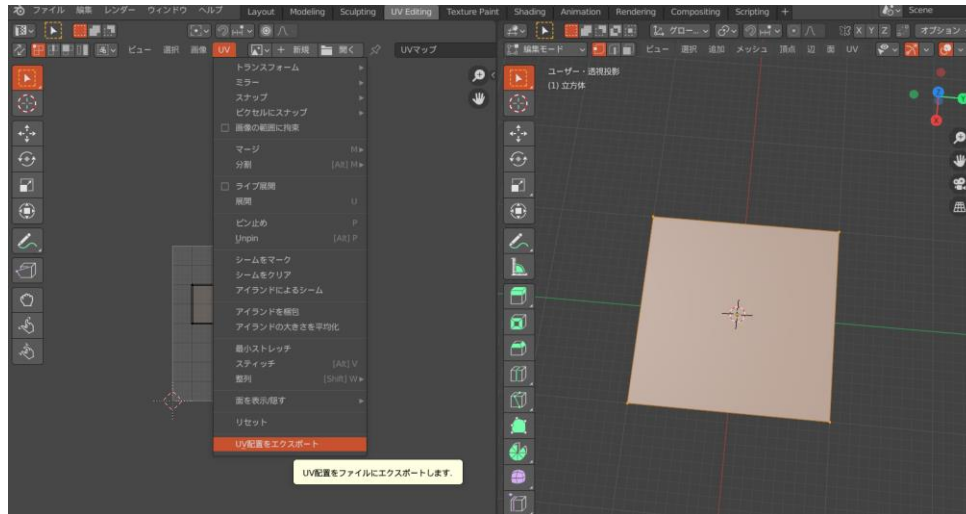 ファイル 編集 レンダー ウィンドウ ヘルプ Layout Modeling Sculpting UV Editing Texture Paint Shading Animation Rendering Compositing Scripting + Scene
グロー... X Y Z オプション
ビュー 選択 画像 UV + 新規 開く UVマップ
編集モード ビュー 選択 追加 メッシュ 頂点 辺 面 UV
トランスフォーム
ミラー
スナップ
ピクセルにスナップ
画像の範囲に拘束
マージ M
分割 [Alt] M
ライブ展開
展開 U
ピン止め P
Unpin [Alt] P
シームをマーク
シームをクリア
アイランドによるシーム
アイランドを梱包
アイランドの大きさを平均化
最小ストレッチ
スティッチ [Alt] V
整列 [Shift] W
面を表示/隠す
リセット
UV配置をエクスポート
UV配置をファイルにエクスポートします.
ユーザー・透視投影
(1) 立方体
Z
Y
X